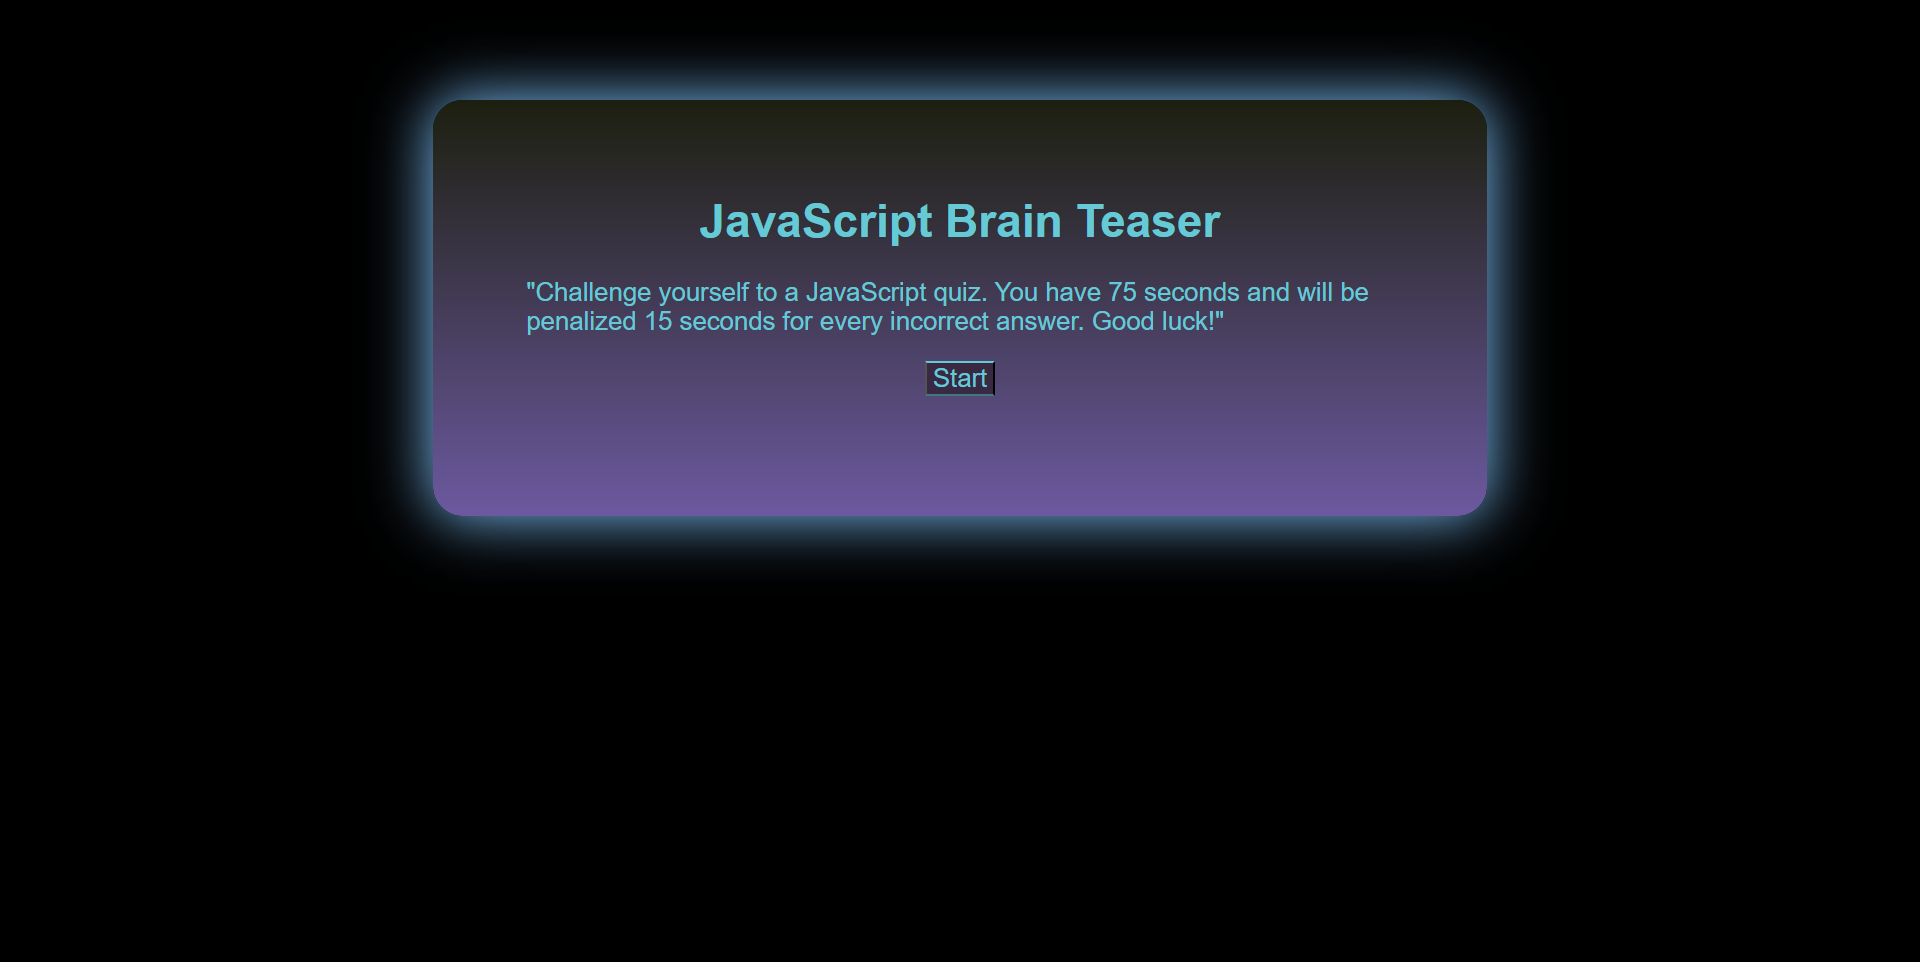 JavaScript Brain Teaser
"Challenge yourself to a JavaScript quiz. You have 75 seconds and will be
penalized 15 seconds for every incorrect answer. Good luck!"
Start